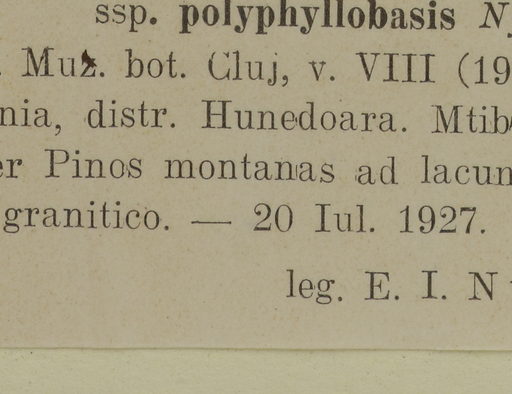 ssp. polyphyllobasis
. Muz. bot. Cluj, v. VIII (19
nia, distr. Hunedoara. Mtib
er Pinos montanas ad lacun
granitico. — 20 Iul. 1927.
leg. E. I. N